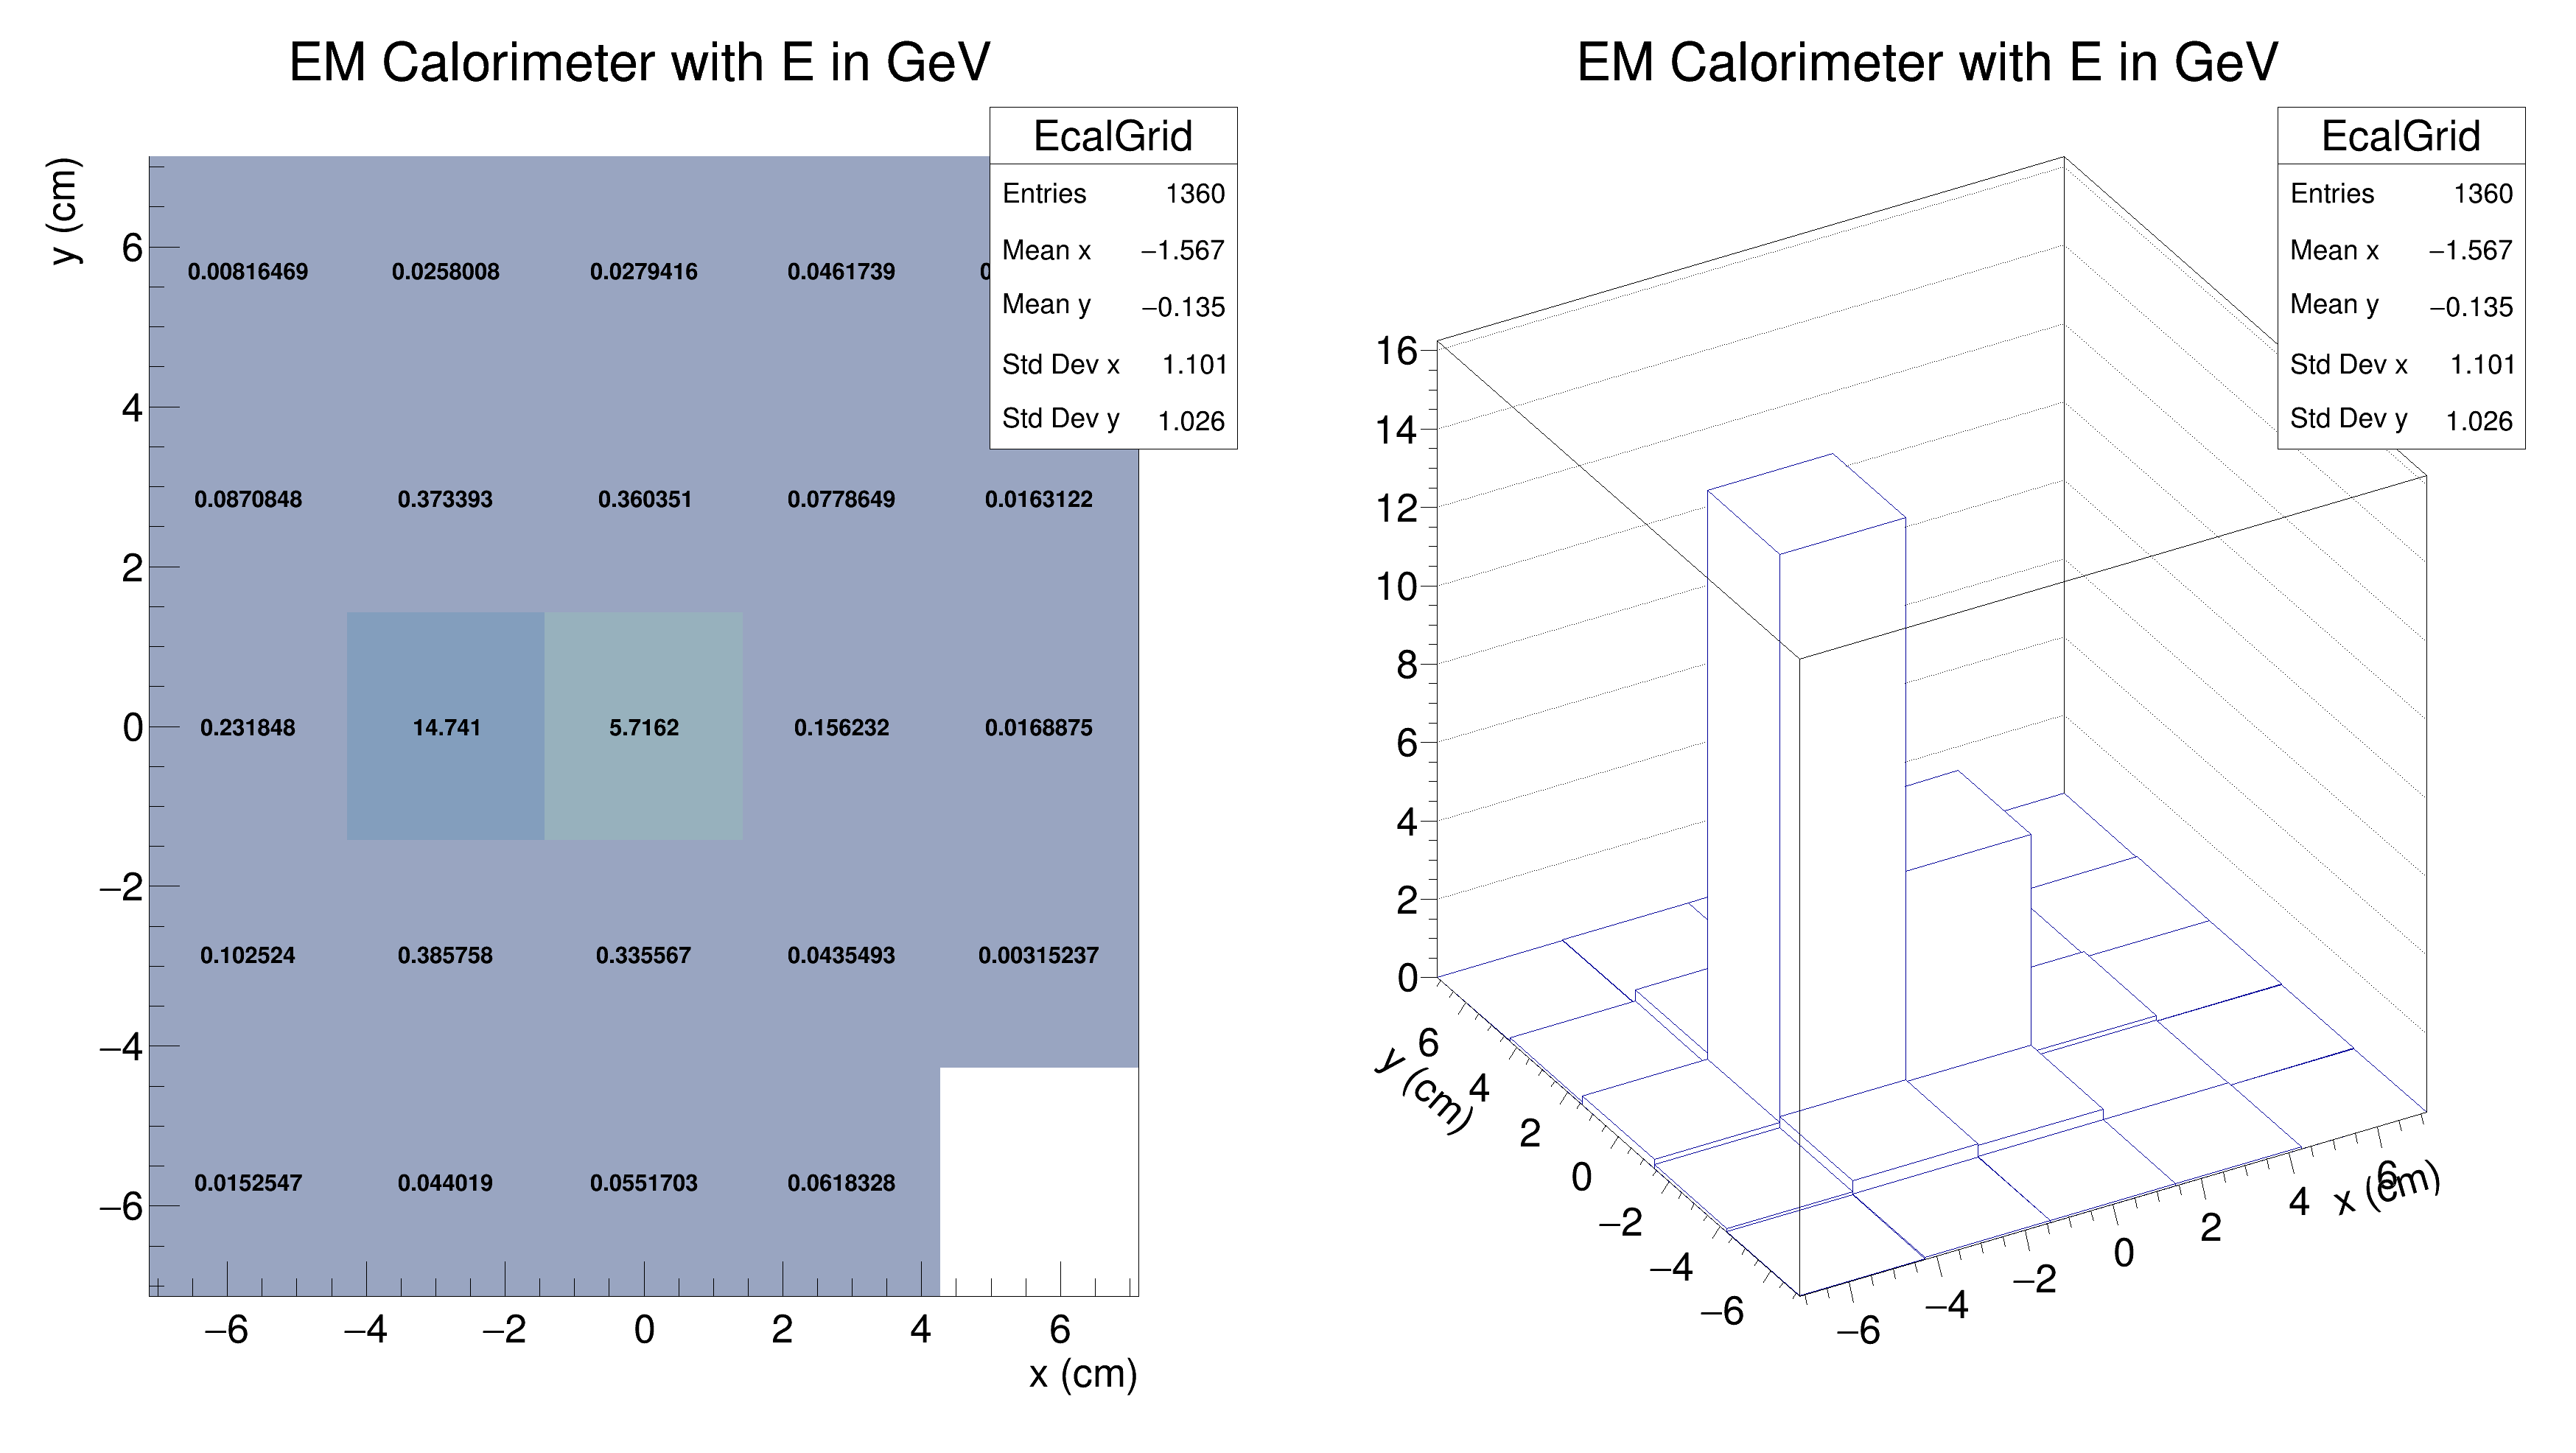 EM Calorimeter with E in GeV
EcalGrid
Entries 1360
Mean x −1.567
Mean y −0.135
Std Dev x 1.101
Std Dev y 1.026
y (cm)
6
4
2
0
−2
−4
−6
0.00816469 0.0258008 0.0279416 0.0461739
0.0870848 0.373393 0.360351 0.0778649 0.0163122
0.231848 14.741 5.7162 0.156232 0.0168875
0.102524 0.385758 0.335567 0.0435493 0.00315237
0.0152547 0.044019 0.0551703 0.0618328
−6 −4 −2 0 2 4 6
x (cm)
EM Calorimeter with E in GeV
EcalGrid
Entries 1360
Mean x −1.567
Mean y −0.135
Std Dev x 1.101
Std Dev y 1.026
16
14
12
10
8
6
4
2
0
y (cm)
6
4
2
0
−2
−4
−6
−6 −4 −2 0 2 4 6
x (cm)